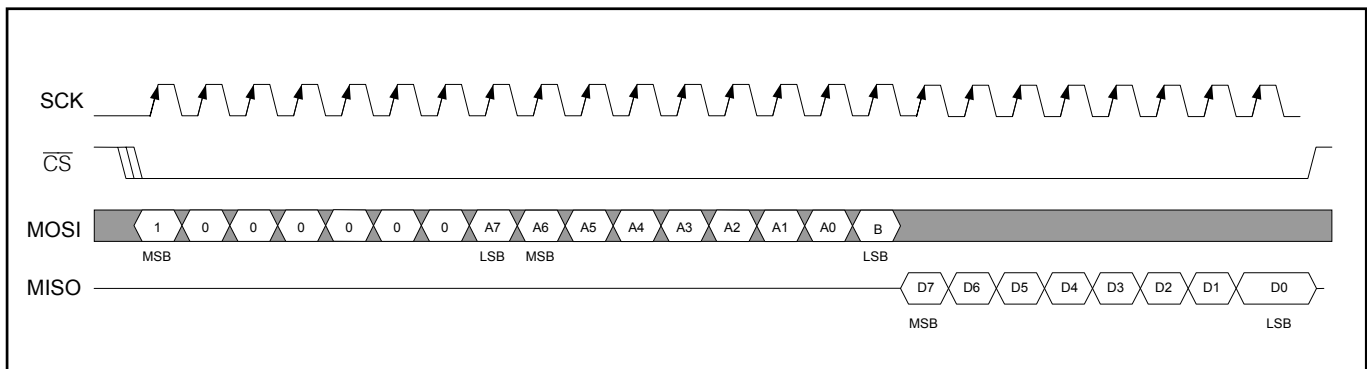 SCK
CS
MOSI 1 0 0 0 0 0 0 A7 A6 A5 A4 A3 A2 A1 A0 B
MSB LSB MSB LSB
MISO D7 D6 D5 D4 D3 D2 D1 D0
MSB LSB